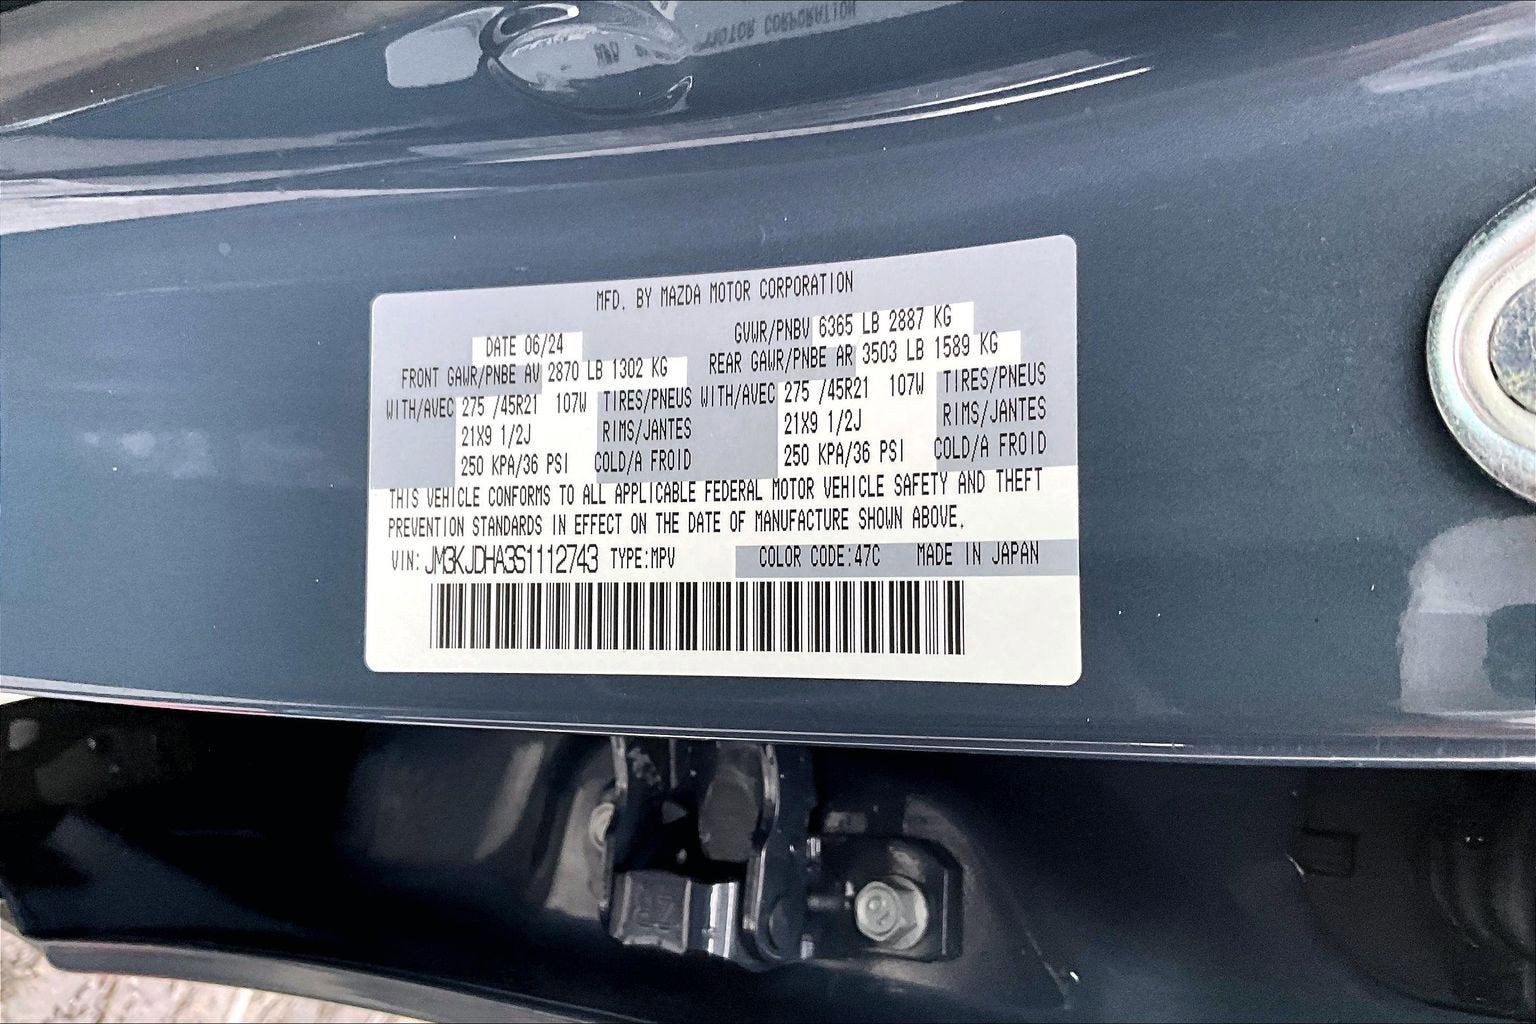 MFD. BY MAZDA MOTOR CORPORATION
DATE 06/24 GVWR/PNBV 6365 LB 2887 KG
FRONT GAWR/PNBE AV 2870 LB 1302 KG REAR GAWR/PNBE AR 3503 LB 1589 KG
WITH/AVEC 275 /45R21 107W TIRES/PNEUS WITH/AVEC 275 /45R21 107W TIRES/PNEUS
21X9 1/2J RIMS/JANTES 21X9 1/2J RIMS/JANTES
250 KPA/36 PSI COLD/A FROID 250 KPA/36 PSI COLD/A FROID
THIS VEHICLE CONFORMS TO ALL APPLICABLE FEDERAL MOTOR VEHICLE SAFETY AND THEFT
PREVENTION STANDARDS IN EFFECT ON THE DATE OF MANUFACTURE SHOWN ABOVE.
VIN: JM3KJDHA3S1112743 TYPE:MPV COLOR CODE:47C MADE IN JAPAN